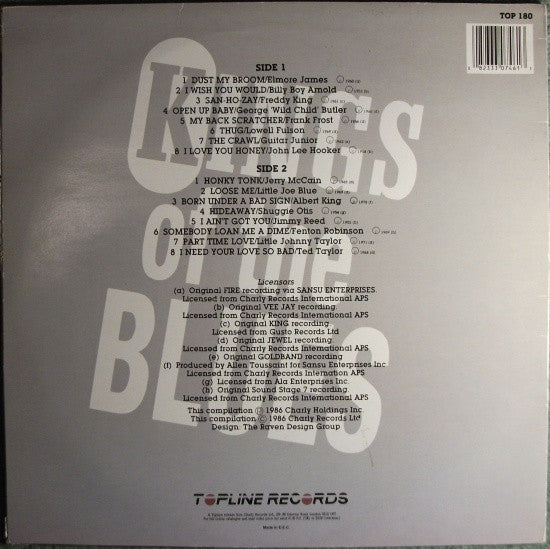 TOP 180
KINGS
of the
BLUES
SIDE 1
1 DUST MY BROOM/Elmore James
2 I WISH YOU WOULD/Billy Boy Arnold
3 SAN-HO-ZAY/Freddy King
4 OPEN UP BABY/George 'Wild Child' Butler
5 MY BACK SCRATCHER/Frank Frost
6 THUG/Lowell Fulson
7 THE CRAWL/Guitar Junior
8 I LOVE YOU HONEY/John Lee Hooker
SIDE 2
1 HONKY TONK/Jerry McCain
2 LOOSE ME/Little Joe Blue
3 BORN UNDER A BAD SIGN/Albert King
4 HIDEAWAY/Shuggie Otis
5 I AIN'T GOT YOU/Jimmy Reed
6 SOMEBODY LOAN ME A DIME/Fenton Robinson
7 PART TIME LOVE/Little Johnny Taylor
8 I NEED YOUR LOVE SO BAD/Ted Taylor
Licensors
(a) Original FIRE recording via SANSU ENTERPRISES.
Licensed from Charly Records International APS
(b) Original VEE JAY recording.
Licensed from Charly Records International APS
(c) Original KING recording.
Licensed from Gusto Records Ltd
(d) Original JEWEL recording.
Licensed from Charly Records International APS
(e) Original GOLDBAND recording.
(f) Produced by Allen Toussaint for Sansu Enterprises Inc
Licensed from Charly Records Internation APS
(g) Licensed from Ala Enterprises Inc.
(h) Original Sound Stage 7 recording.
Licensed from Charly Records International APS
This compilation Ⓟ 1986 Charly Holdings Inc.
This compilation © 1986 Charly Records Ltd
Design: The Raven Design Group
TOPLINE RECORDS
Made in E.E.C.